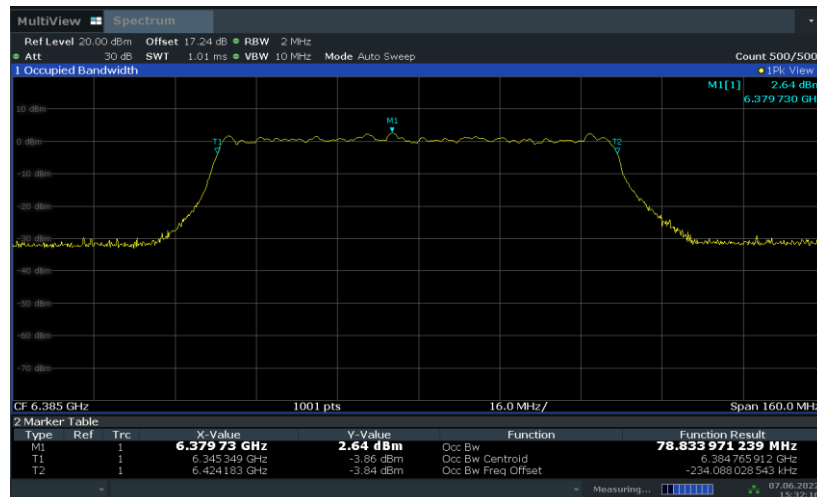 MultiView Spectrum
Ref Level 20.00 dBm Offset 17.24 dB RBW 2 MHz
Att 30 dB SWT 1.01 ms VBW 10 MHz Mode Auto Sweep Count 500/500
1 Occupied Bandwidth 1Pk View
M1[1] 2.64 dBm
6.379 730 GH
10 dBm
M1
0 dBm
T1
T2
-10 dBm
-20 dBm
-30 dBm
-40 dBm
-50 dBm
-60 dBm
-70 dBm
CF 6.385 GHz 1001 pts 16.0 MHz/ Span 160.0 MHz
2 Marker Table
Type Ref Trc X-Value Y-Value Function Function Result
M1 1 6.379 73 GHz 2.64 dBm Occ Bw 78.833 971 239 MHz
T1 1 6.345 349 GHz -3.86 dBm Occ Bw Centroid 6.384 765 912 GHz
T2 1 6.424 183 GHz -3.84 dBm Occ Bw Freq Offset -234.088 028 543 kHz
Measuring... 07.06.2022
15:32:16